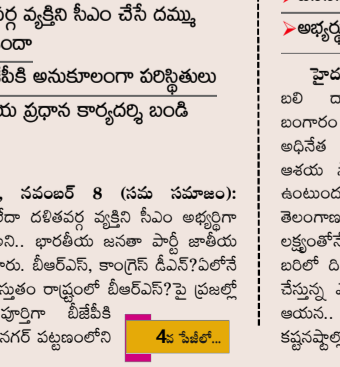 వర్గ వ్యక్తిని సీఎం చేసే దమ్ము
ందా
పీకి అనుకూలంగా పరిస్థితులు
య ప్రధాన కార్యదర్శి బండి
, నవంబర్ 8 (సమ సమాజం):
లేదా దళితవర్గ వ్యక్తిని సీఎం అభ్యర్థిగా
ని.. భారతీయ జనతా పార్టీ జాతీయ
రు. బీఆర్ఎస్, కాంగ్రెస్ డీఎన్?ఏలోనే
స్తుతం రాష్ట్రంలో బీఆర్ఎస్?పై ప్రజల్లో
పూర్తిగా బీజేపీకి
నగర్ పట్టణంలోని
4వ పేజీలో...
➢అభ్యర్థ
హైద
బలి ద
బంగారం
అధినేత
ఆశయ
ఉంటుంద
తెలంగాణ
లక్ష్యంతోనే
బరిలో ది
చేస్తున్న
ఆయన..
కష్టనష్టాల్లో